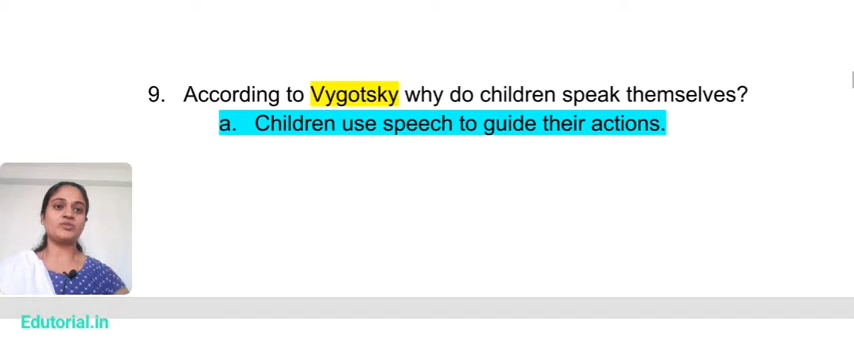 9. According to Vygotsky why do children speak themselves?
a. Children use speech to guide their actions.
Edutorial.in